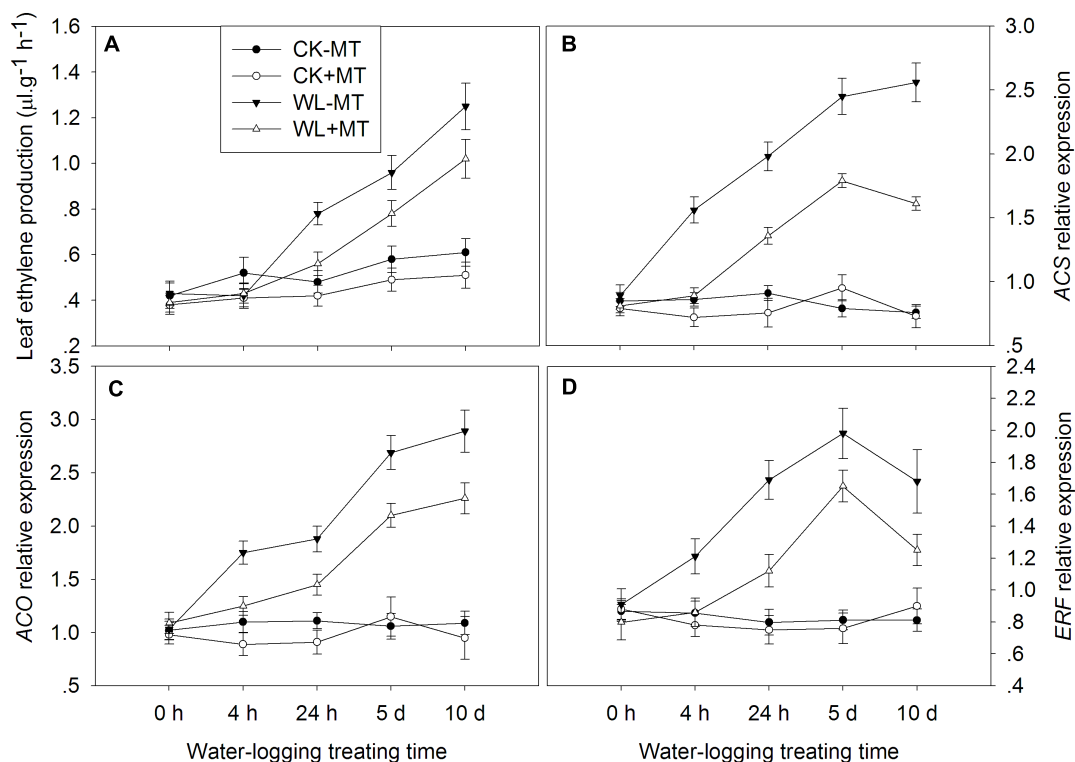 A
CK-MT
CK+MT
WL-MT
WL+MT
Leaf ethylene production (μl.g-1 h-1)
1.6
1.4
1.2
1.0
.8
.6
.4
.2
B
3.0
2.5
2.0
1.5
1.0
.5
ACS relative expression
C
ACO relative expression
3.5
3.0
2.5
2.0
1.5
1.0
.5
0 h 4 h 24 h 5 d 10 d
Water-logging treating time
D
2.4
2.2
2.0
1.8
1.6
1.4
1.2
1.0
.8
.6
.4
ERF relative expression
0 h 4 h 24 h 5 d 10 d
Water-logging treating time